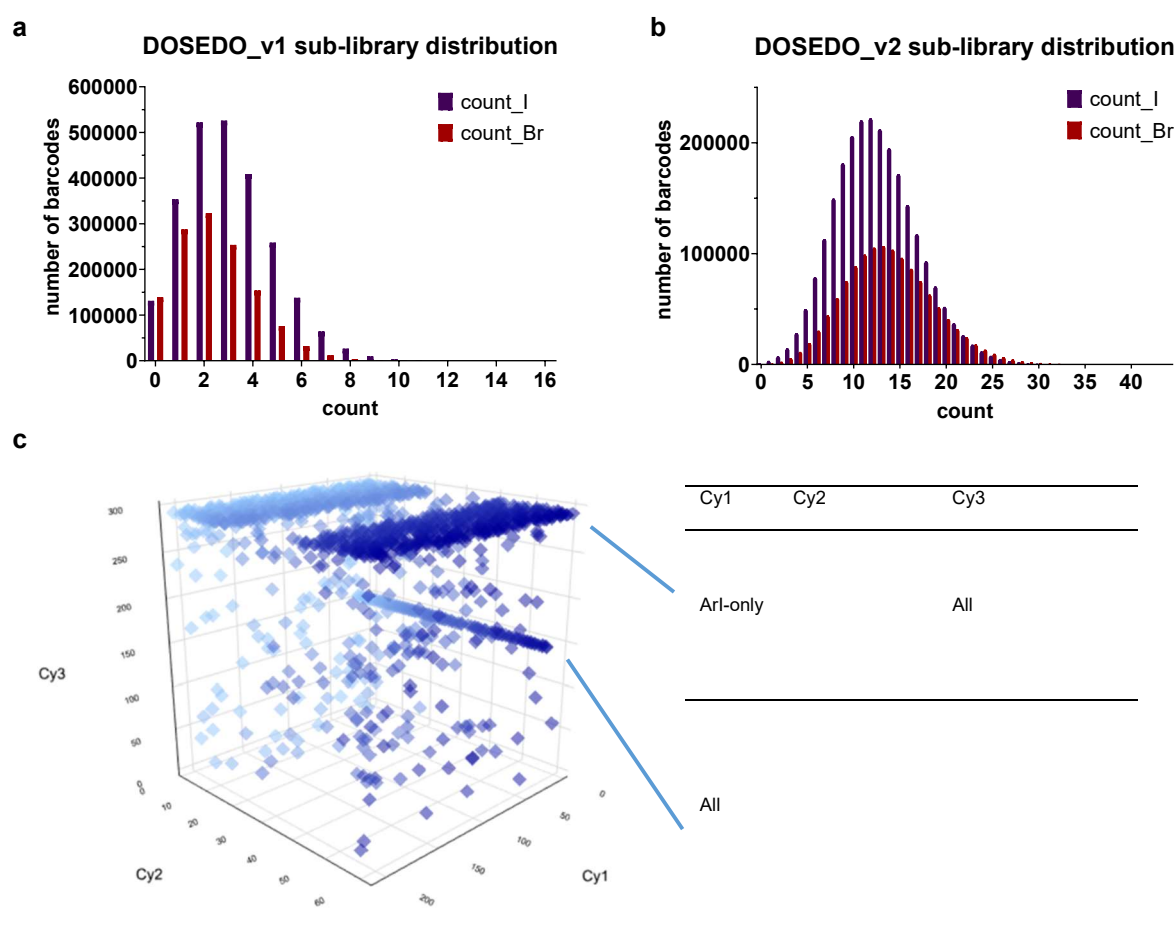 a
DOSEDO_v1 sub-library distribution
600000
500000
400000
300000
200000
100000
0
number of barcodes
count_I
count_Br
0 2 4 6 8 10 12 14 16
count
b
DOSEDO_v2 sub-library distribution
200000
100000
0
number of barcodes
count_I
count_Br
0 5 10 15 20 25 30 35 40
count
c
300
250
200
150
100
50
0
Cy3
0
10
20
30
40
50
60
Cy2
0
50
100
150
200
Cy1
Cy1 Cy2 Cy3
ArI-only All
All